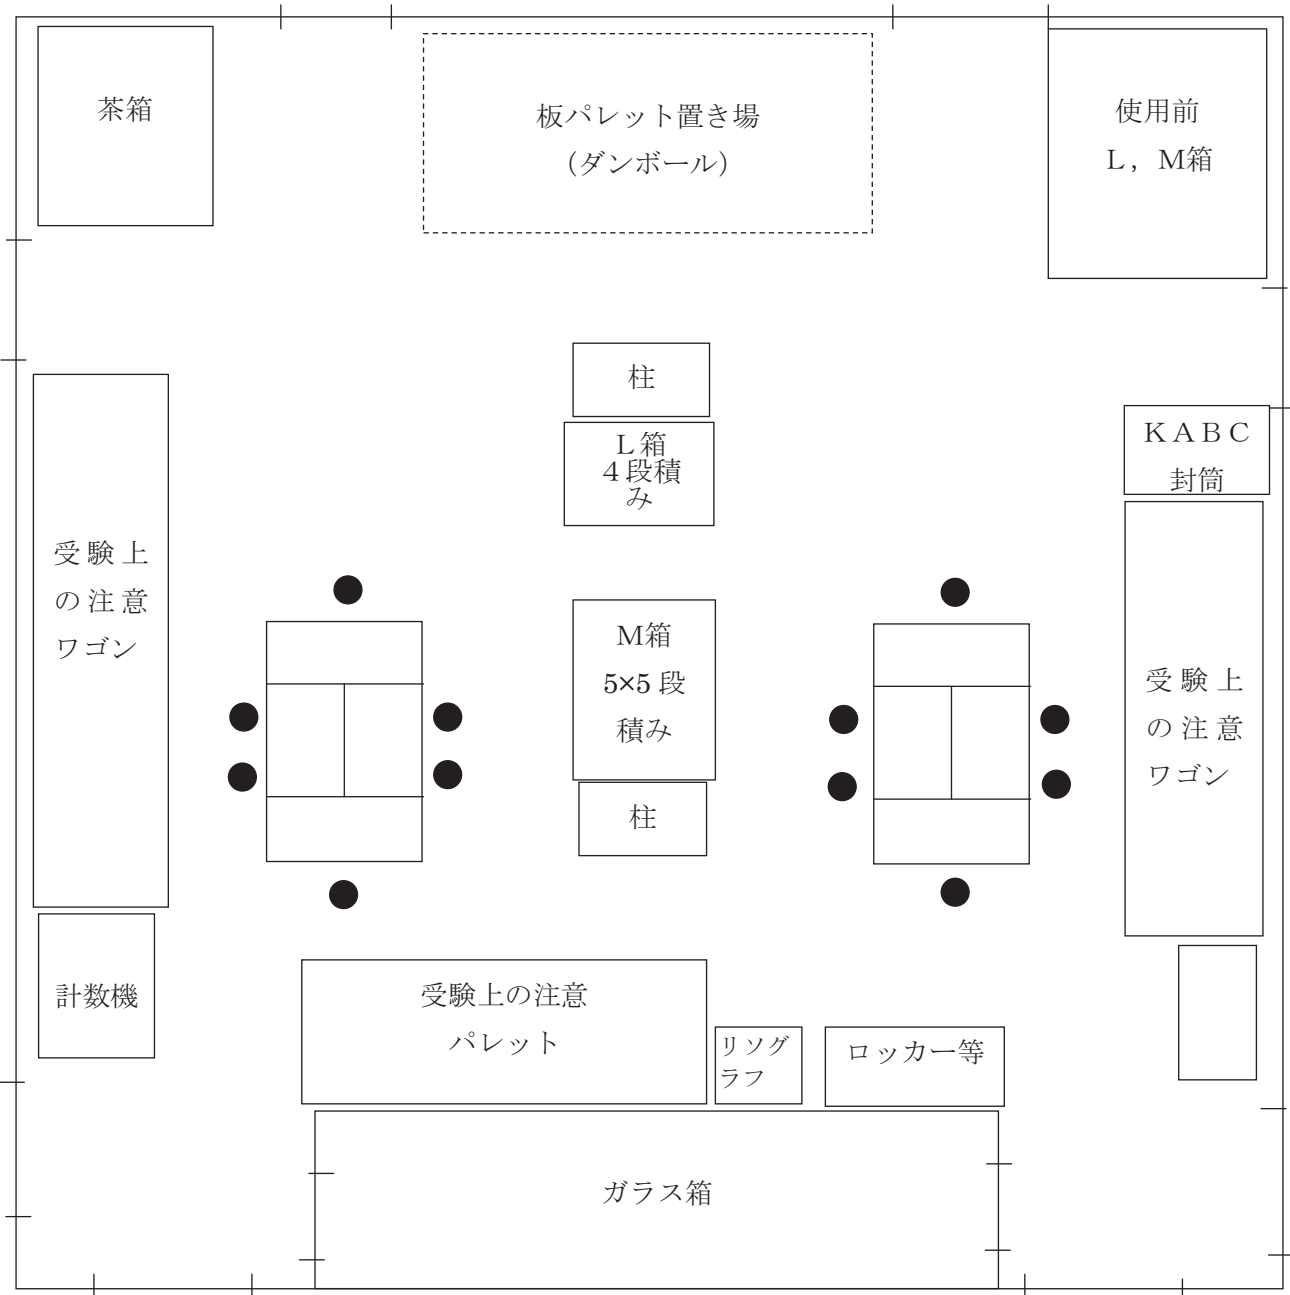 茶箱
板パレット置き場
（ダンボール）
使用前
Ｌ，Ｍ箱
柱
Ｌ箱
４段積
み
ＫＡＢＣ
封筒
受験上
の注意
ワゴン
M箱
5×5 段
積み
受験上
の注意
ワゴン
柱
計数機
受験上の注意
パレット
リソグ
ラフ
ロッカー等
ガラス箱